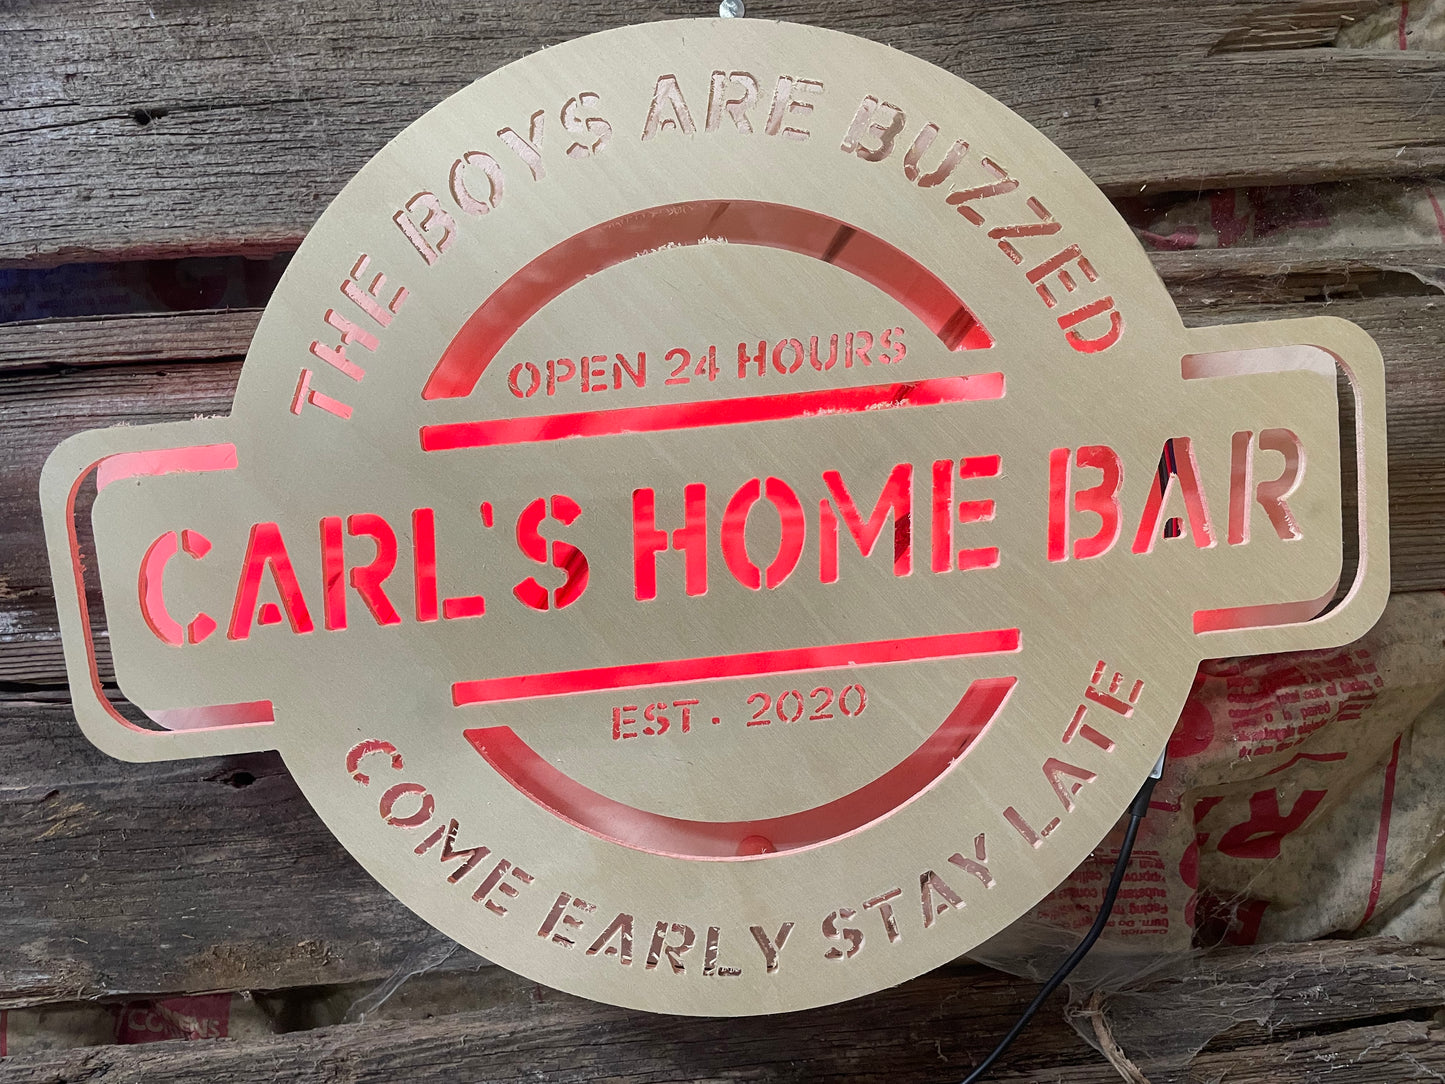 THE BOYS ARE BUZZED
OPEN 24 HOURS
CARL'S HOME BAR
EST. 2020
COME EARLY STAY LATE